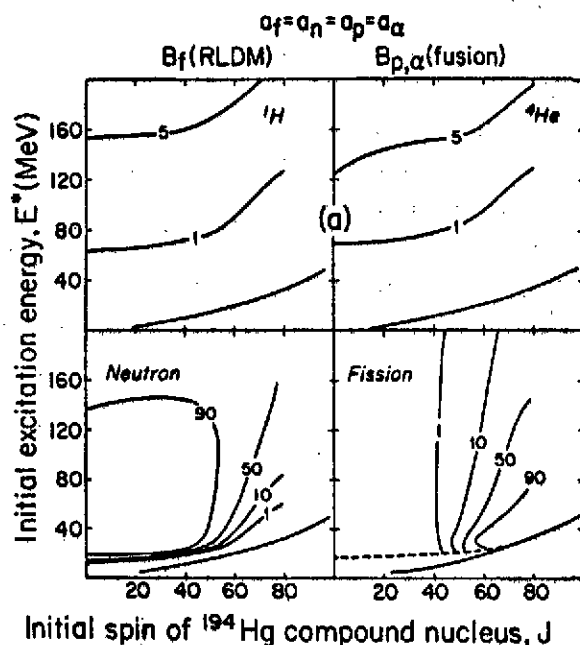 a_f=a_n=a_p=a_α
B_f(RLDM) B_p,α(fusion)
Initial excitation energy, E*(MeV)
160
120
80
40
5
¹H
1
(a)
5
⁴He
1
160
120
80
40
Neutron
90
50
10
1
Fission
1
10
50
90
20 40 60 80
20 40 60 80
Initial spin of ¹⁹⁴Hg compound nucleus, J